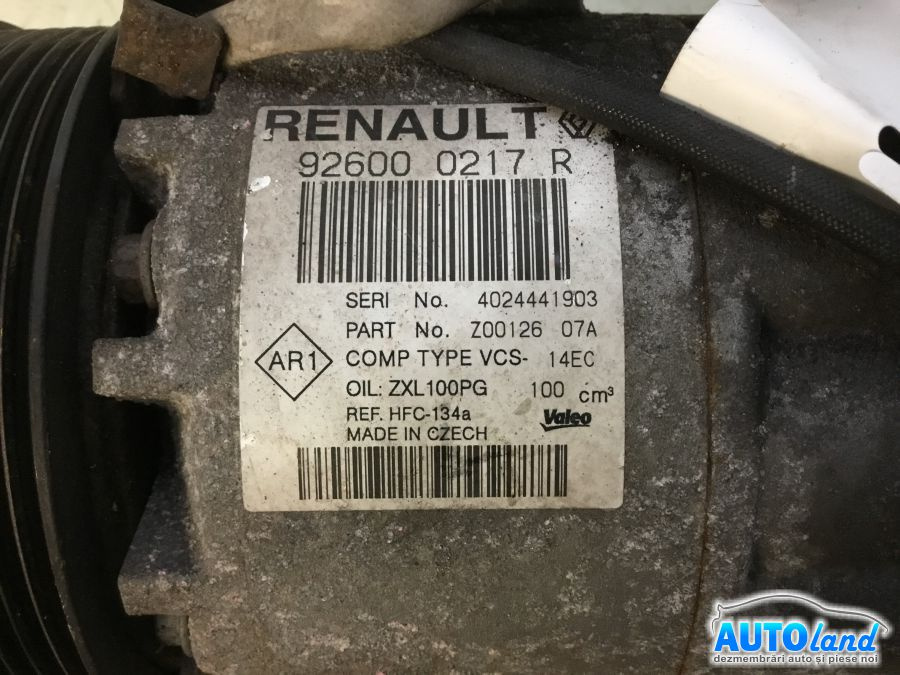 RENAULT
92600 0217 R
SERI No. 4024441903
PART No. Z00126 07A
AR1
COMP TYPE VCS- 14EC
OIL. ZXL100PG 100 cm³
REF. HFC-134a
Valeo
MADE IN CZECH
AUTOland
dezmembrări auto și piese noi